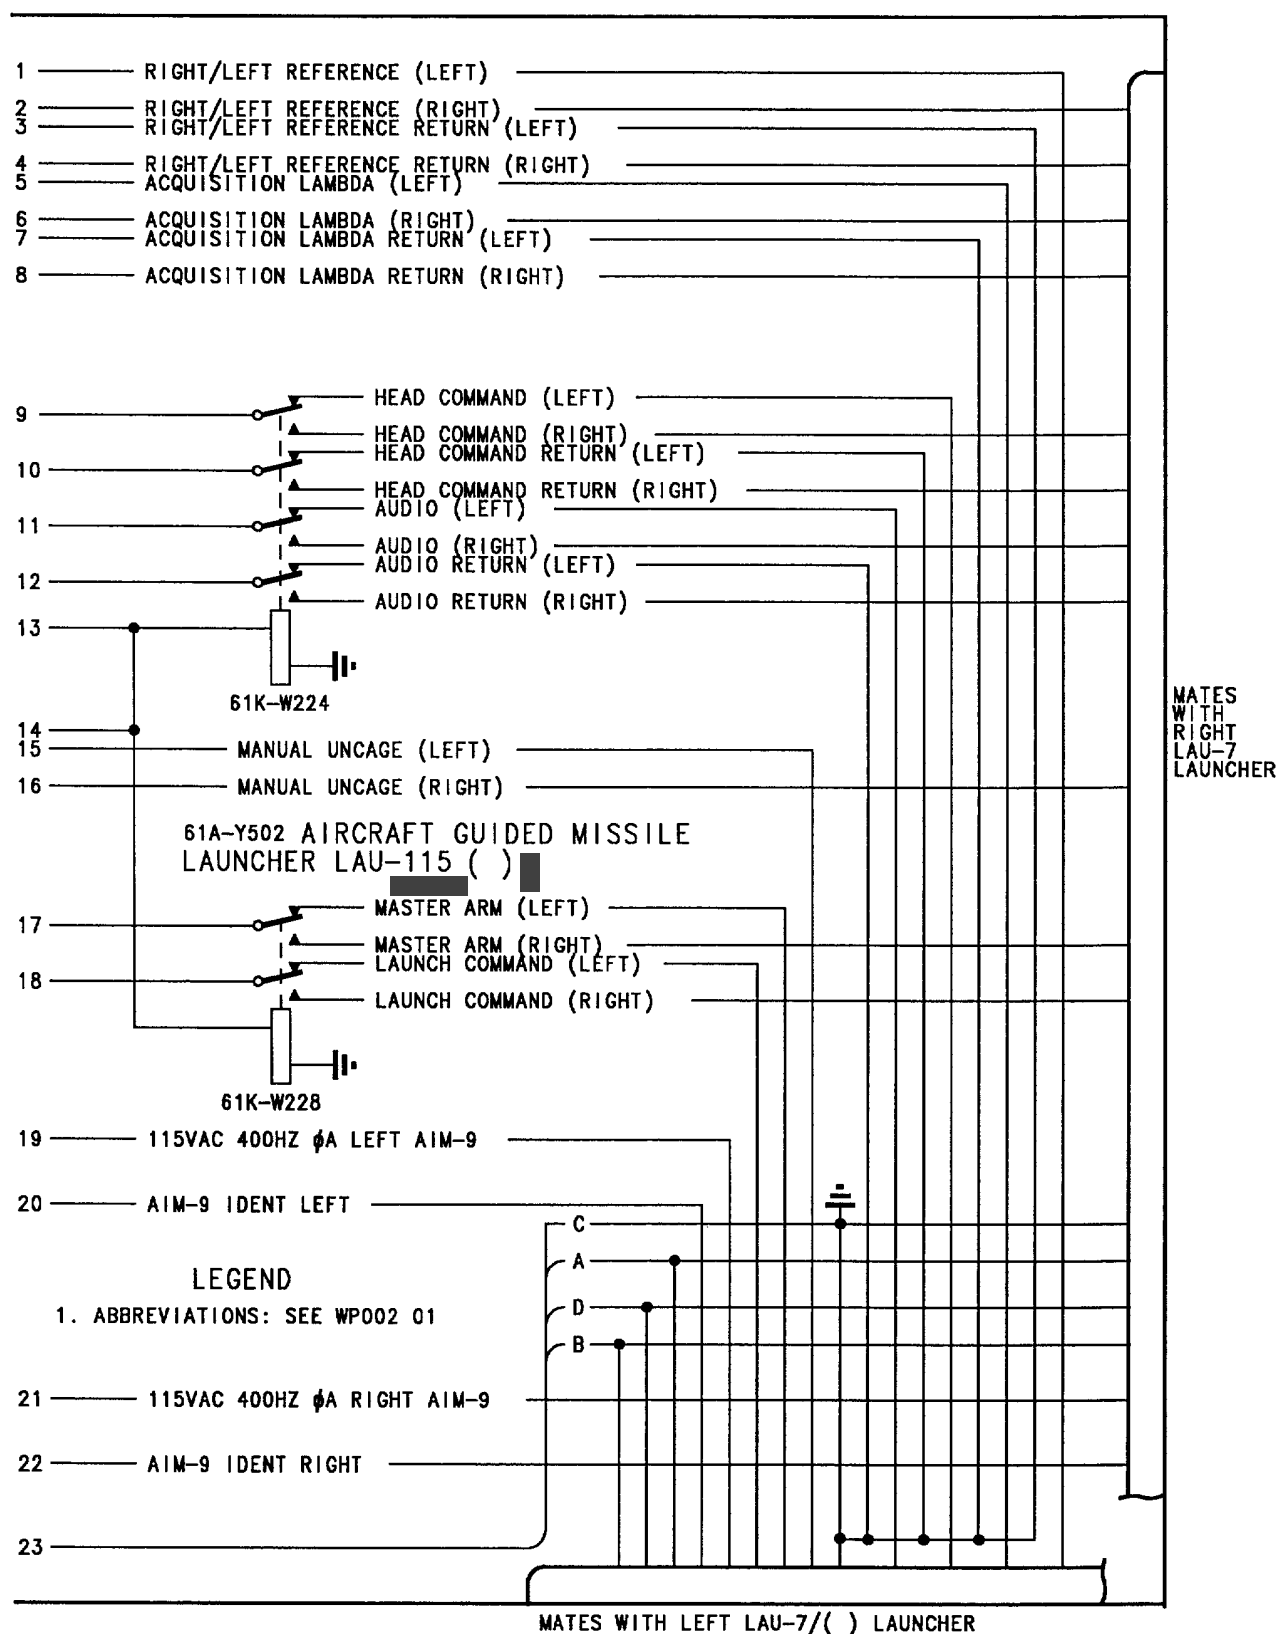 1 RIGHT/LEFT REFERENCE (LEFT)
2 RIGHT/LEFT REFERENCE (RIGHT)
3 RIGHT/LEFT REFERENCE RETURN (LEFT)
4 RIGHT/LEFT REFERENCE RETURN (RIGHT)
5 ACQUISITION LAMBDA (LEFT)
6 ACQUISITION LAMBDA (RIGHT)
7 ACQUISITION LAMBDA RETURN (LEFT)
8 ACQUISITION LAMBDA RETURN (RIGHT)
HEAD COMMAND (LEFT)
9
HEAD COMMAND (RIGHT)
HEAD COMMAND RETURN (LEFT)
10
HEAD COMMAND RETURN (RIGHT)
AUDIO (LEFT)
11
AUDIO (RIGHT)
AUDIO RETURN (LEFT)
12
AUDIO RETURN (RIGHT)
13
61K-W224
MATES
WITH
RIGHT
LAU-7
LAUNCHER
14
15 MANUAL UNCAGE (LEFT)
16 MANUAL UNCAGE (RIGHT)
61A-Y502 AIRCRAFT GUIDED MISSILE
LAUNCHER LAU-115 ( )
MASTER ARM (LEFT)
17
MASTER ARM (RIGHT)
LAUNCH COMMAND (LEFT)
18
LAUNCH COMMAND (RIGHT)
61K-W228
19 115VAC 400HZ ϕA LEFT AIM-9
20 AIM-9 IDENT LEFT
C
A
LEGEND
D
1. ABBREVIATIONS: SEE WP002 01
B
21 115VAC 400HZ ϕA RIGHT AIM-9
22 AIM-9 IDENT RIGHT
23
MATES WITH LEFT LAU-7/( ) LAUNCHER